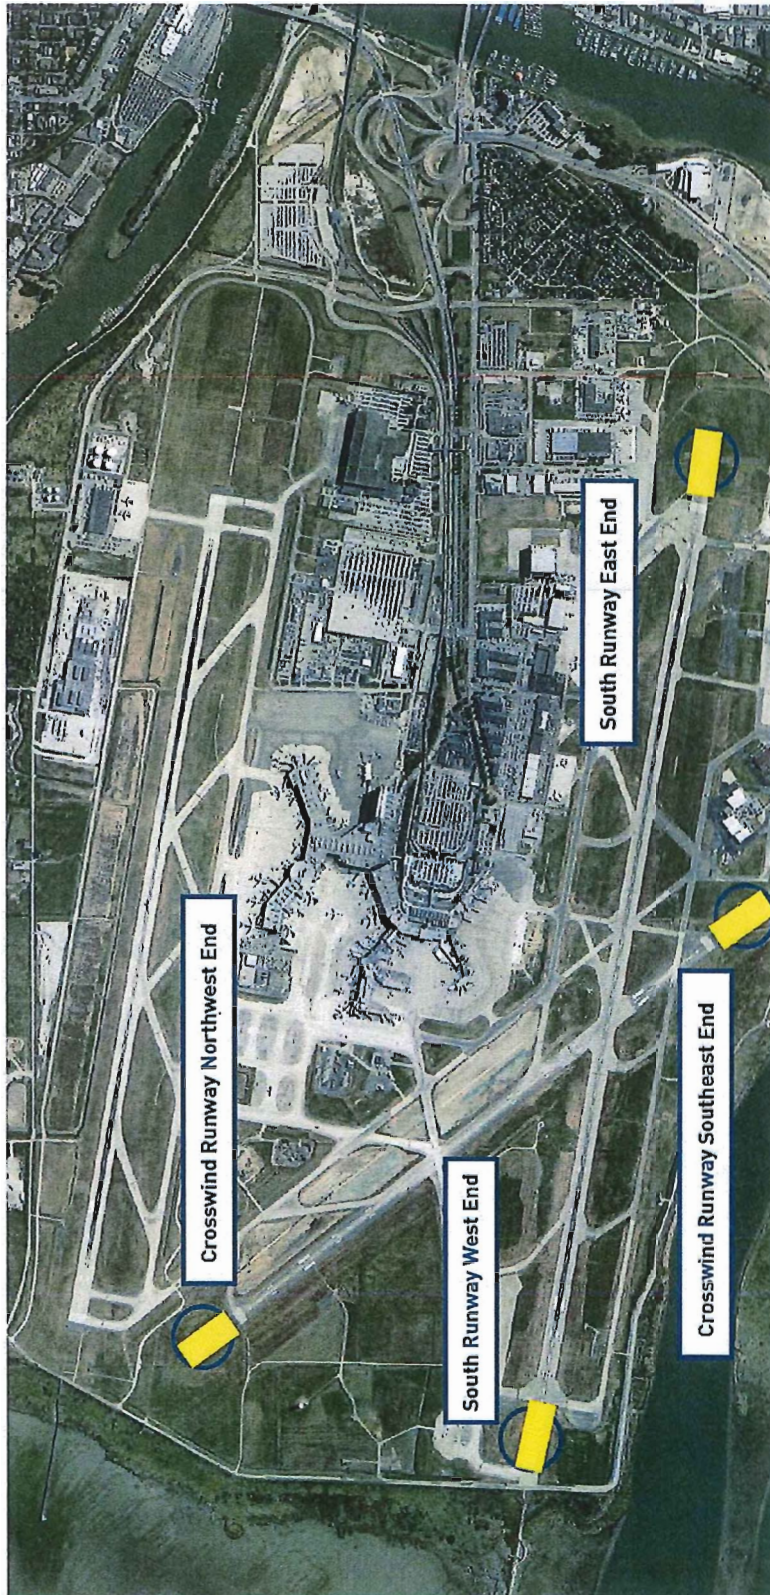 Crosswind Runway Northwest End
South Runway West End
South Runway East End
Crosswind Runway Southeast End